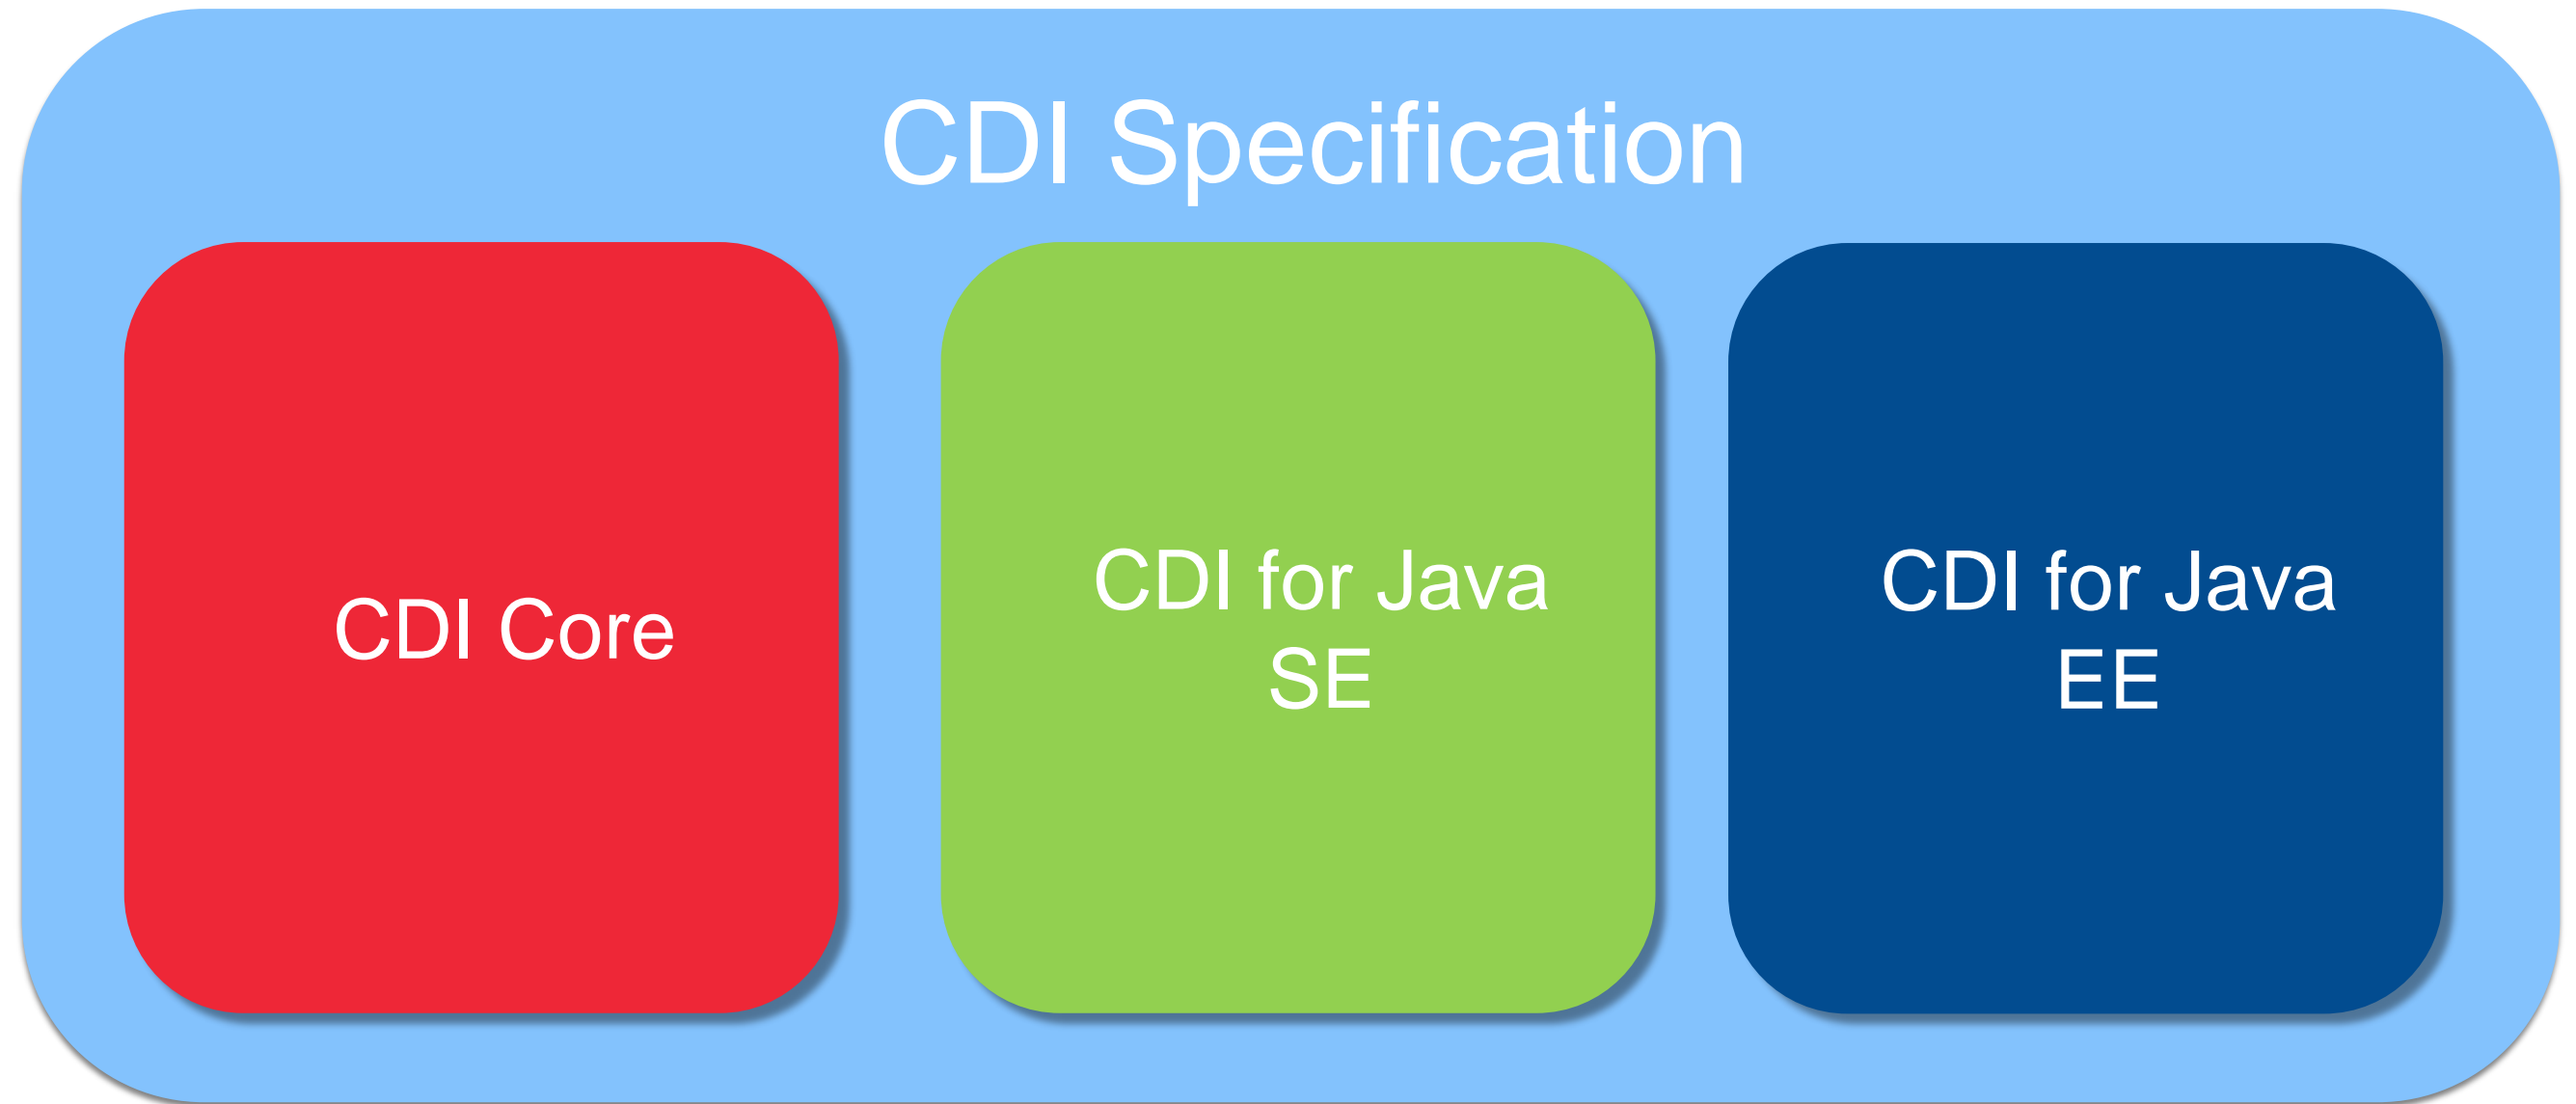 CDI Specification
CDI Core
CDI for Java
SE
CDI for Java
EE